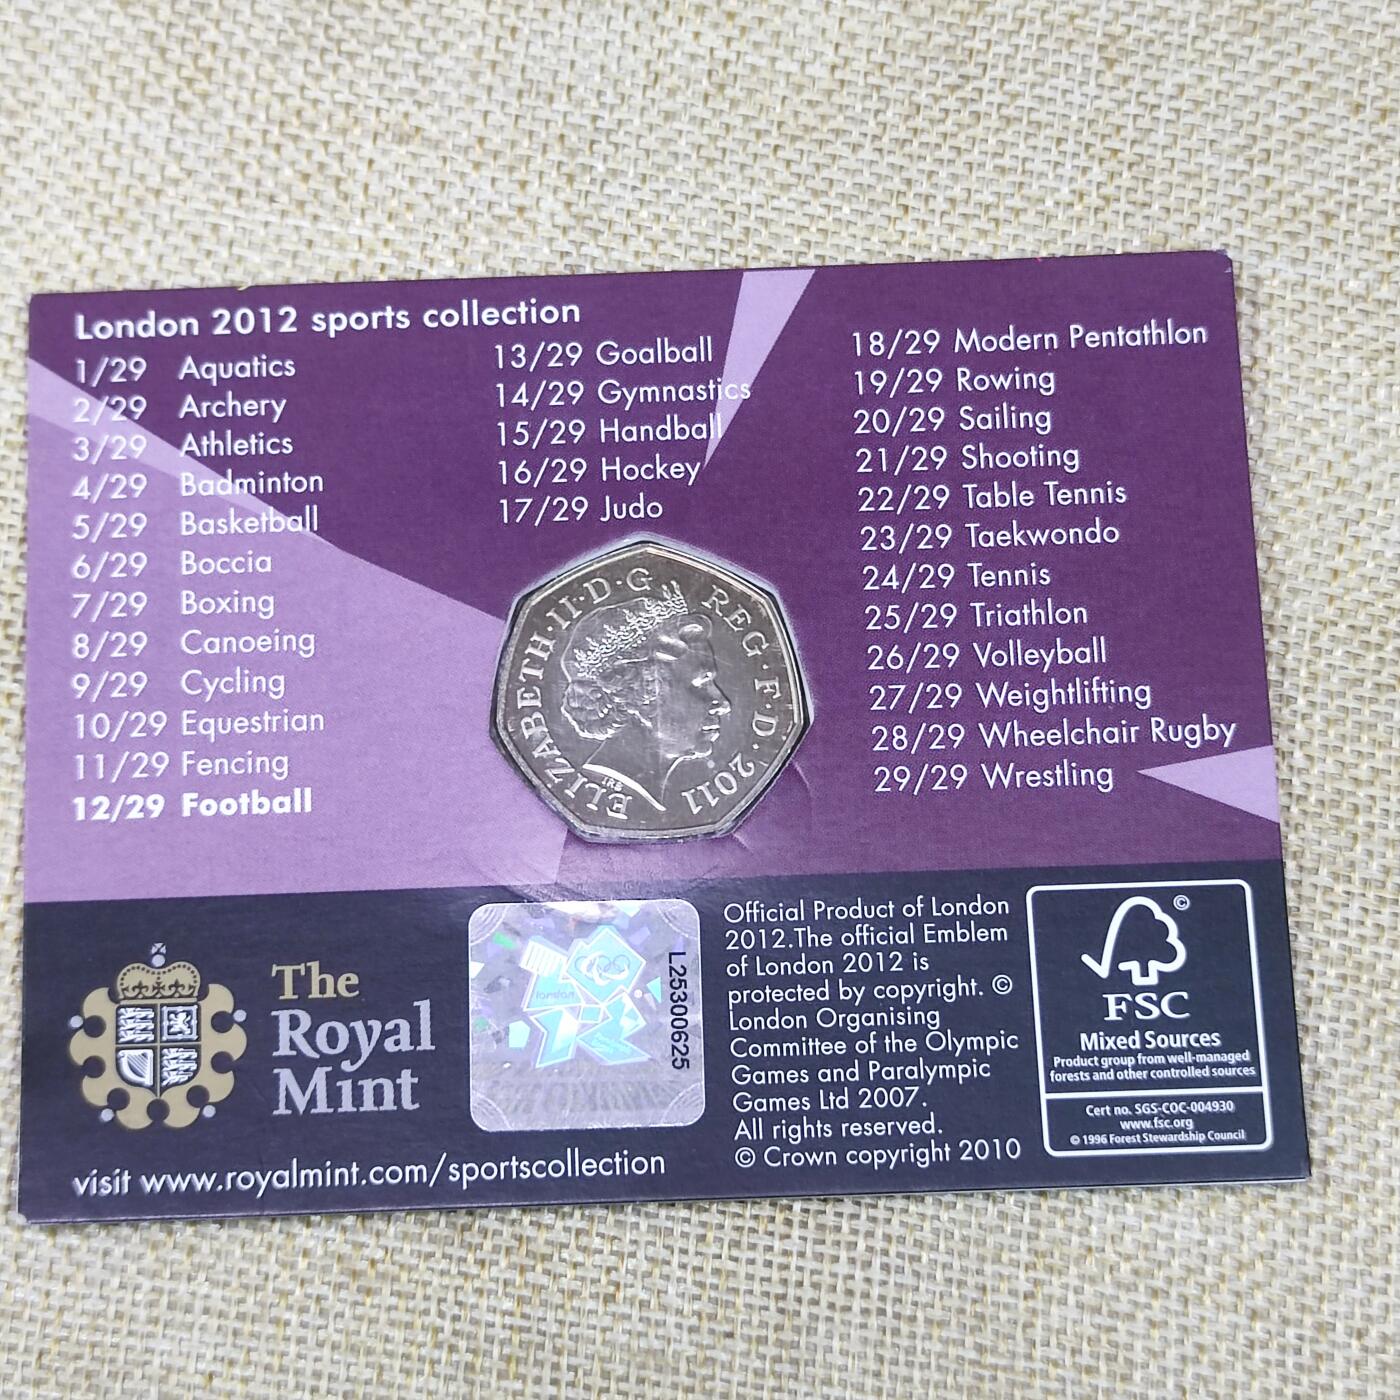 London 2012 sports collection
1/29 Aquatics
2/29 Archery
3/29 Athletics
4/29 Badminton
5/29 Basketball
6/29 Boccia
7/29 Boxing
8/29 Canoeing
9/29 Cycling
10/29 Equestrian
11/29 Fencing
12/29 Football
13/29 Goalball
14/29 Gymnastics
15/29 Handball
16/29 Hockey
17/29 Judo
18/29 Modern Pentathlon
19/29 Rowing
20/29 Sailing
21/29 Shooting
22/29 Table Tennis
23/29 Taekwondo
24/29 Tennis
25/29 Triathlon
26/29 Volleyball
27/29 Weightlifting
28/29 Wheelchair Rugby
29/29 Wrestling
ELIZABETH·II·D·G REG·F·D·2011
IRB
The
Royal
Mint
visit www.royalmint.com/sportscollection
london
L25300625
Official Product of London
2012.The official Emblem
of London 2012 is
protected by copyright. ©
London Organising
Committee of the Olympic
Games and Paralympic
Games Ltd 2007.
All rights reserved.
© Crown copyright 2010
©
FSC
Mixed Sources
Product group from well-managed
forests and other controlled sources
Cert no. SGS-COC-004930
www.fsc.org
© 1996 Forest Stewardship Council